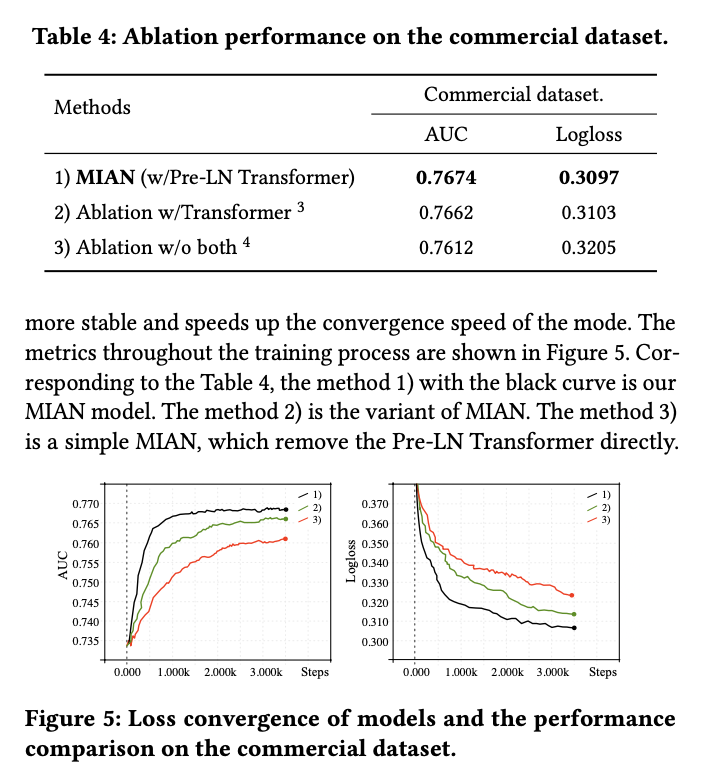 Table 4: Ablation performance on the commercial dataset.
Methods
Commercial dataset.
AUC Logloss
1) MIAN (w/Pre-LN Transformer) 0.7674 0.3097
2) Ablation w/Transformer 3 0.7662 0.3103
3) Ablation w/o both 4 0.7612 0.3205
more stable and speeds up the convergence speed of the mode. The
metrics throughout the training process are shown in Figure 5. Cor-
responding to the Table 4, the method 1) with the black curve is our
MIAN model. The method 2) is the variant of MIAN. The method 3)
is a simple MIAN, which remove the Pre-LN Transformer directly.
AUC
0.770
0.765
0.760
0.755
0.750
0.745
0.740
0.735
1)
2)
3)
0.000 1.000k 2.000k 3.000k Steps
Logloss
0.370
0.360
0.350
0.340
0.330
0.320
0.310
0.300
1)
2)
3)
0.000 1.000k 2.000k 3.000k Steps
Figure 5: Loss convergence of models and the performance
comparison on the commercial dataset.